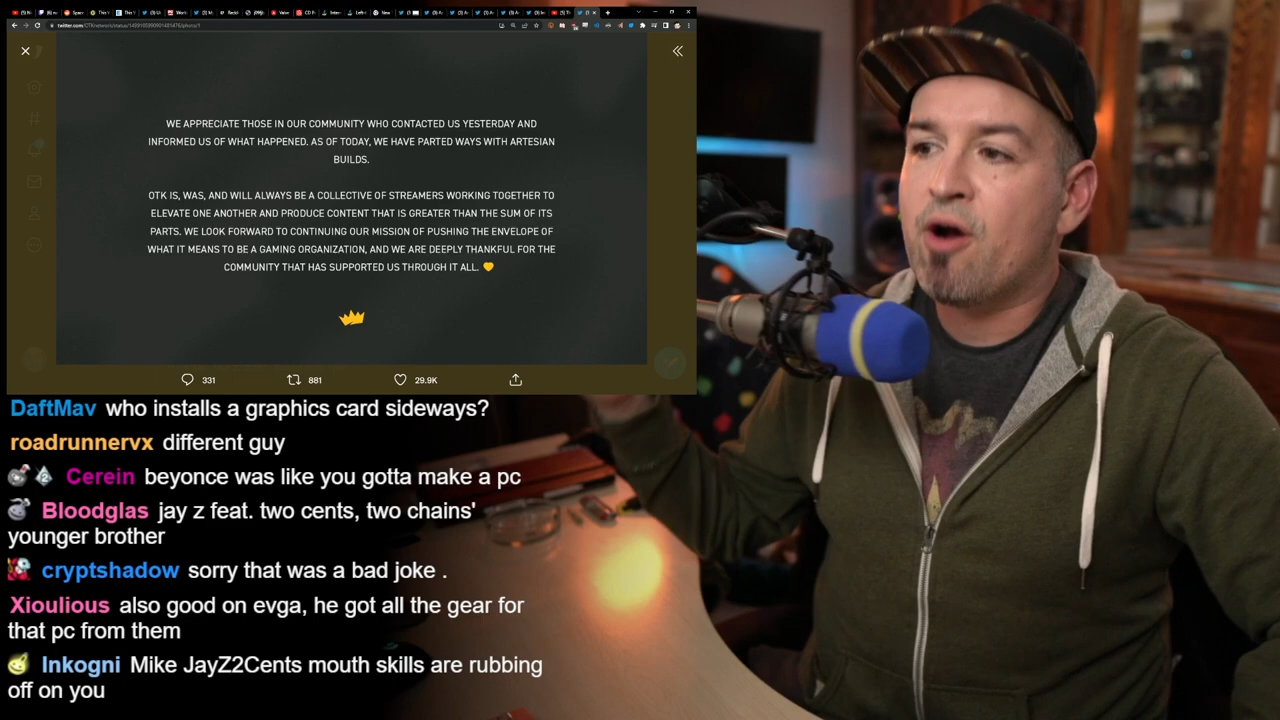 WE APPRECIATE THOSE IN OUR COMMUNITY WHO CONTACTED US YESTERDAY AND
INFORMED US OF WHAT HAPPENED. AS OF TODAY, WE HAVE PARTED WAYS WITH ARTESIAN
BUILDS.
OTK IS, WAS, AND WILL ALWAYS BE A COLLECTIVE OF STREAMERS WORKING TOGETHER TO
ELEVATE ONE ANOTHER AND PRODUCE CONTENT THAT IS GREATER THAN THE SUM OF ITS
PARTS. WE LOOK FORWARD TO CONTINUING OUR MISSION OF PUSHING THE ENVELOPE OF
WHAT IT MEANS TO BE A GAMING ORGANIZATION, AND WE ARE DEEPLY THANKFUL FOR THE
COMMUNITY THAT HAS SUPPORTED US THROUGH IT ALL. 💛
331 881 29.9K
DaftMav who installs a graphics card sideways?
roadrunnervx different guy
Cerein beyonce was like you gotta make a pc
Bloodglas jay z feat. two cents, two chains'
younger brother
cryptshadow sorry that was a bad joke .
Xioulious also good on evga, he got all the gear for
that pc from them
Inkogni Mike JayZ2Cents mouth skills are rubbing
off on you